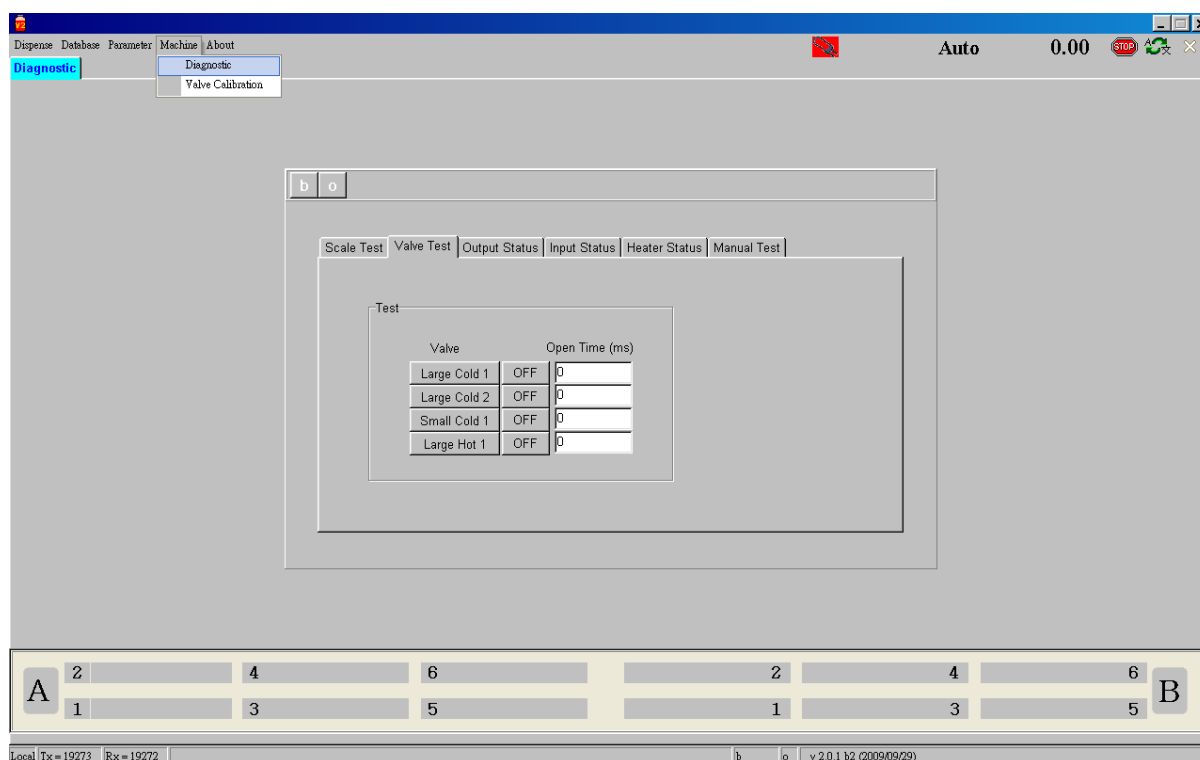 V2
Dispense Database Parameter Machine About
Auto 0.00 STOP
Diagnostic
Diagnostic
Valve Calibration
b o
Scale Test Valve Test Output Status Input Status Heater Status Manual Test
Test
Valve Open Time (ms)
Large Cold 1 OFF 0
Large Cold 2 OFF 0
Small Cold 1 OFF 0
Large Hot 1 OFF 0
A 2 4 6 2 4 6 B
1 3 5 1 3 5
Local Tx = 19273 Rx = 19272 b o v 2.0.1 b2 (2009/09/29)